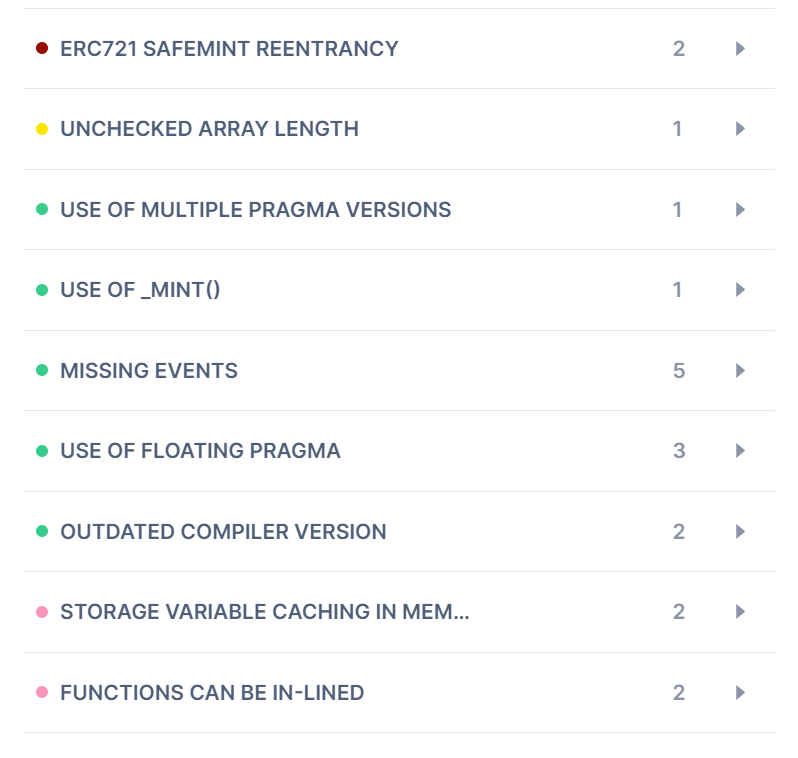 ERC721 SAFEMINT REENTRANCY 2
UNCHECKED ARRAY LENGTH 1
USE OF MULTIPLE PRAGMA VERSIONS 1
USE OF _MINT() 1
MISSING EVENTS 5
USE OF FLOATING PRAGMA 3
OUTDATED COMPILER VERSION 2
STORAGE VARIABLE CACHING IN MEM... 2
FUNCTIONS CAN BE IN-LINED 2